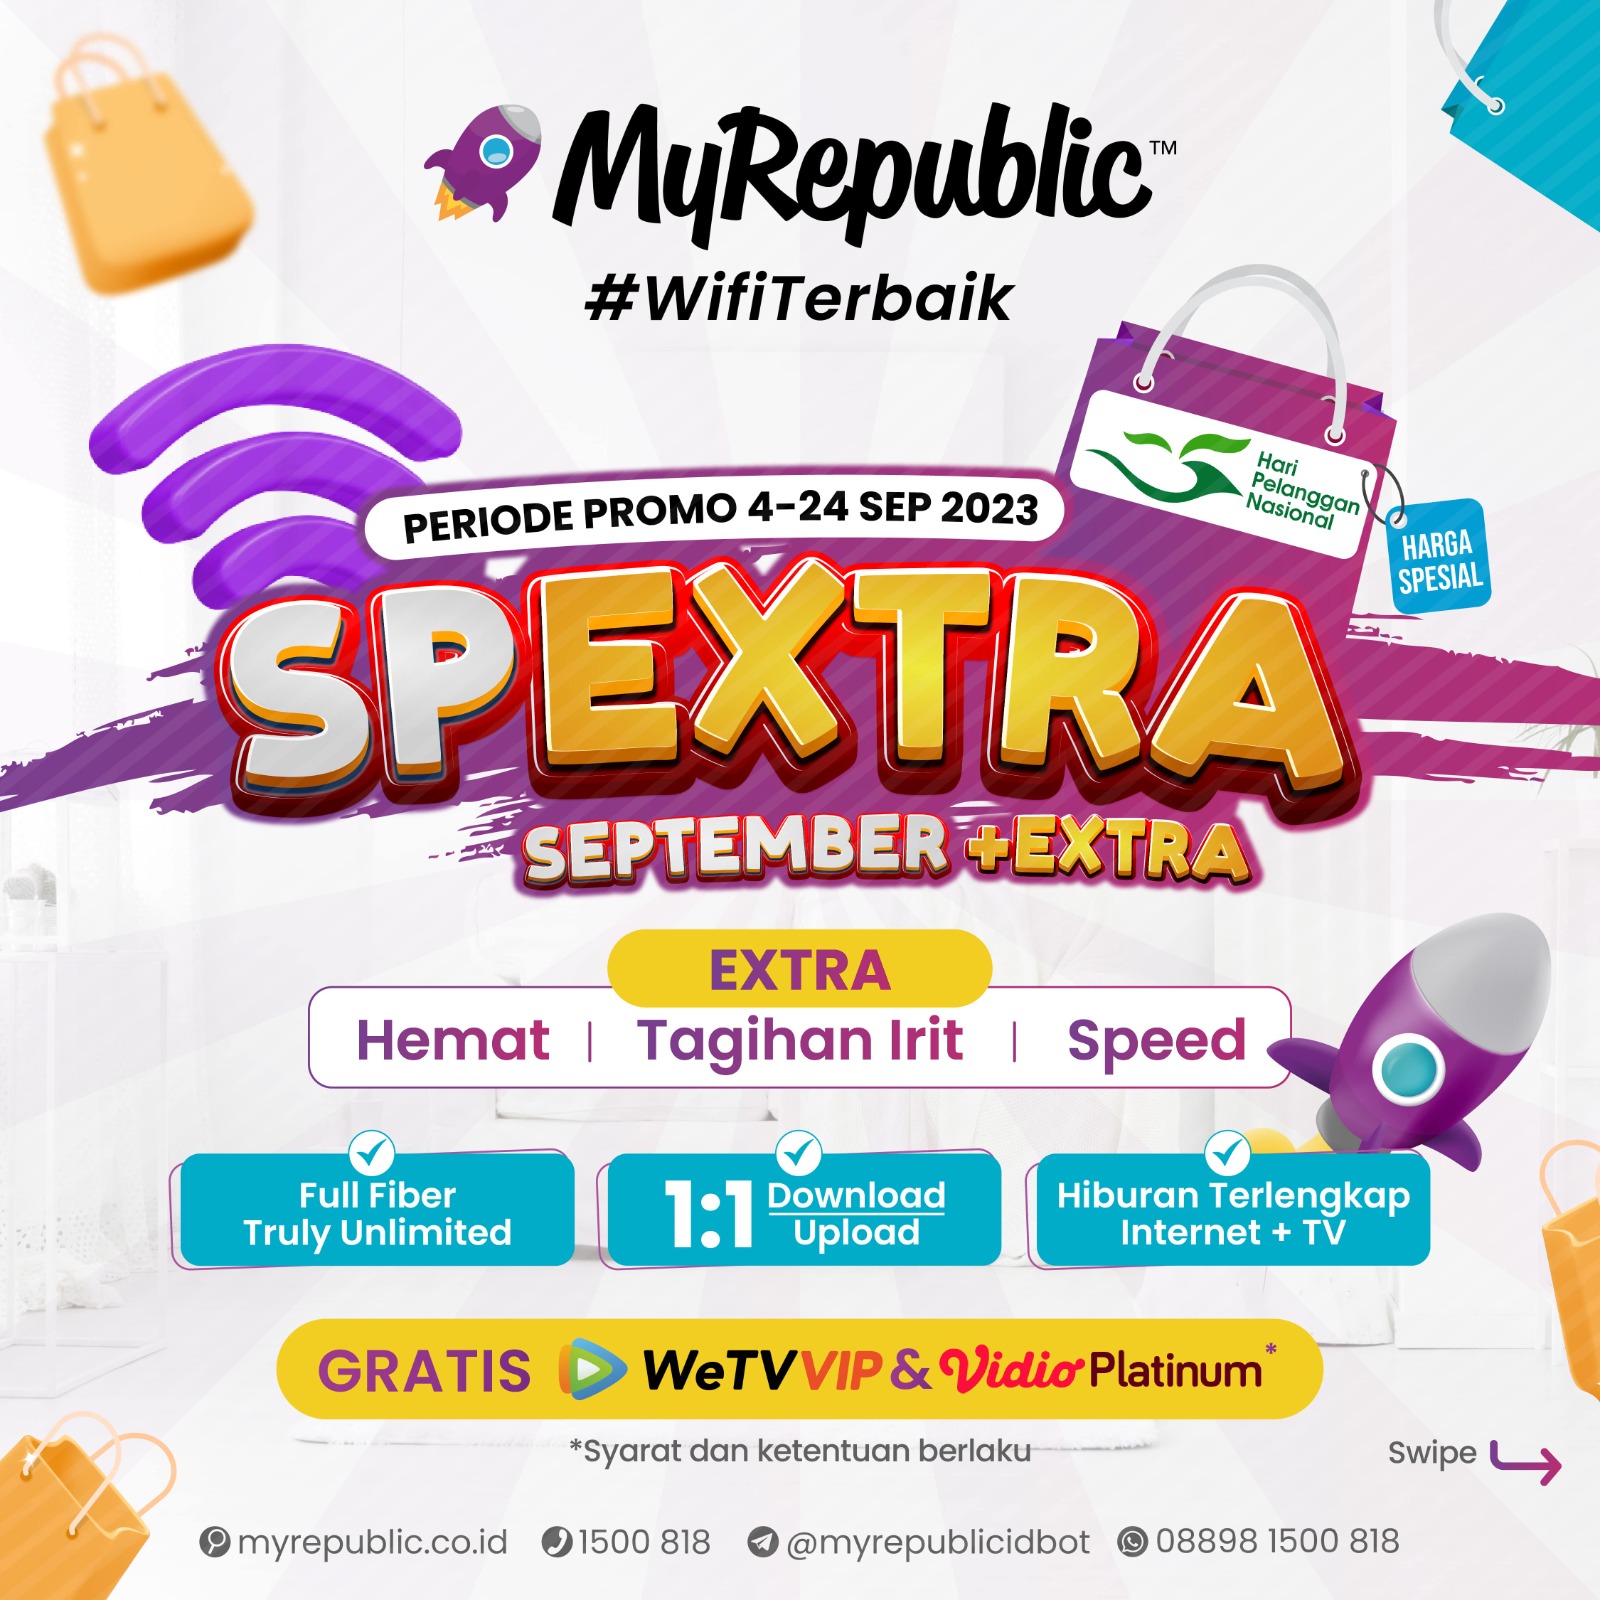 MyRepublic™
#WifiTerbaik
Hari
Pelanggan
Nasional
HARGA
SPESIAL
PERIODE PROMO 4-24 SEP 2023
SPEXTRA
SEPTEMBER +EXTRA
EXTRA
Hemat | Tagihan Irit | Speed
Full Fiber
Truly Unlimited
1:1 Download
Upload
Hiburan Terlengkap
Internet + TV
GRATIS WeTV VIP & Vidio Platinum*
*Syarat dan ketentuan berlaku
Swipe
myrepublic.co.id 1500 818 @myrepublicidbot 08898 1500 818